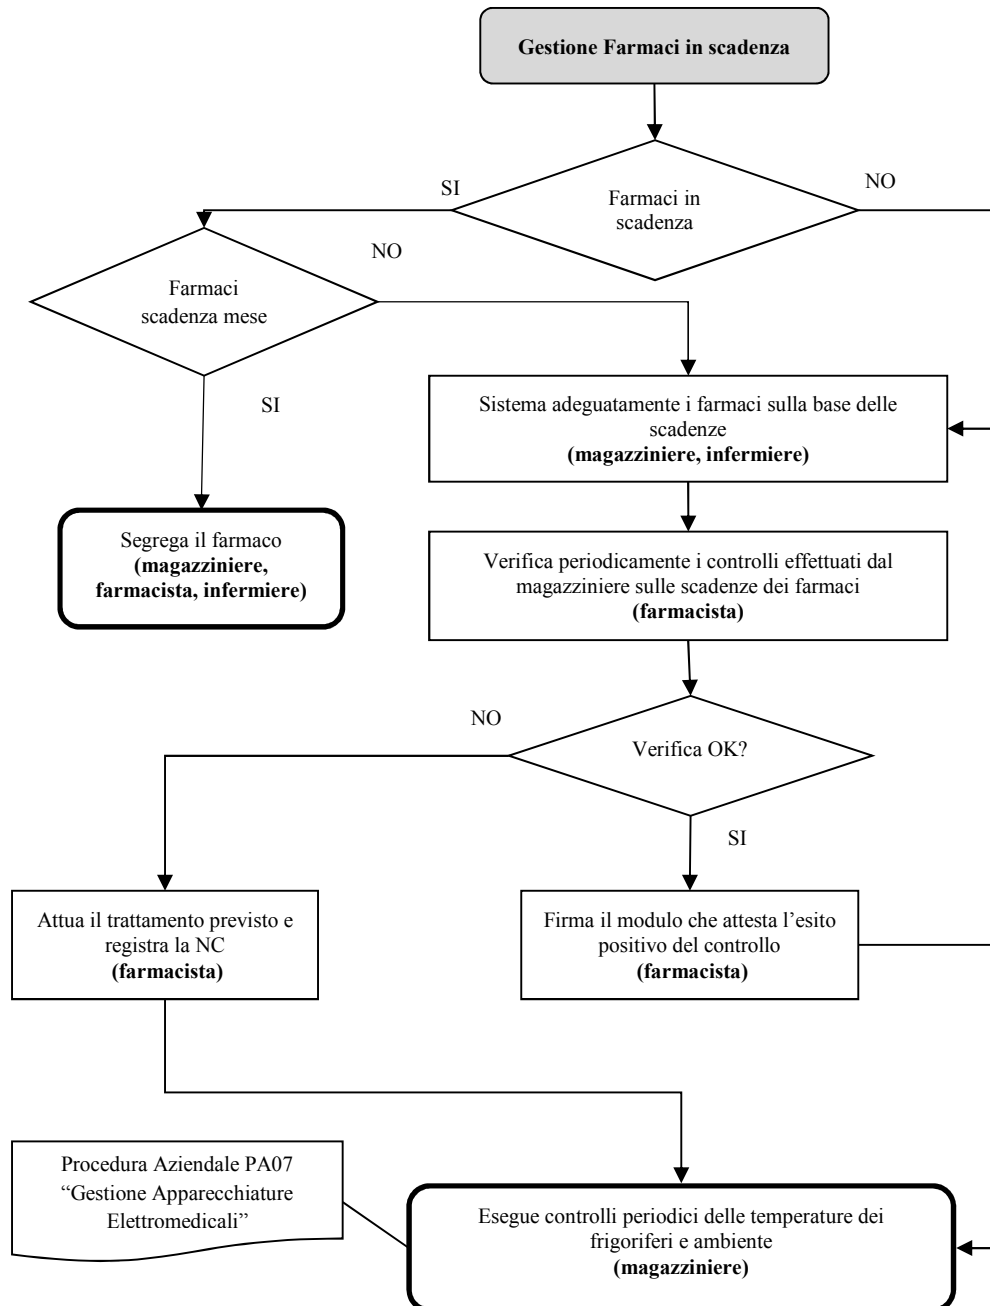 Gestione Farmaci in scadenza
SI
NO
Farmaci in
scadenza
NO
Farmaci
scadenza mese
SI
Sistema adeguatamente i farmaci sulla base delle
scadenze
(magazziniere, infermiere)
Segrega il farmaco
(magazziniere,
farmacista, infermiere)
Verifica periodicamente i controlli effettuati dal
magazziniere sulle scadenze dei farmaci
(farmacista)
NO
Verifica OK?
SI
Attua il trattamento previsto e
registra la NC
(farmacista)
Firma il modulo che attesta l’esito
positivo del controllo
(farmacista)
Procedura Aziendale PA07
“Gestione Apparecchiature
Elettromedicali”
Esegue controlli periodici delle temperature dei
frigoriferi e ambiente
(magazziniere)